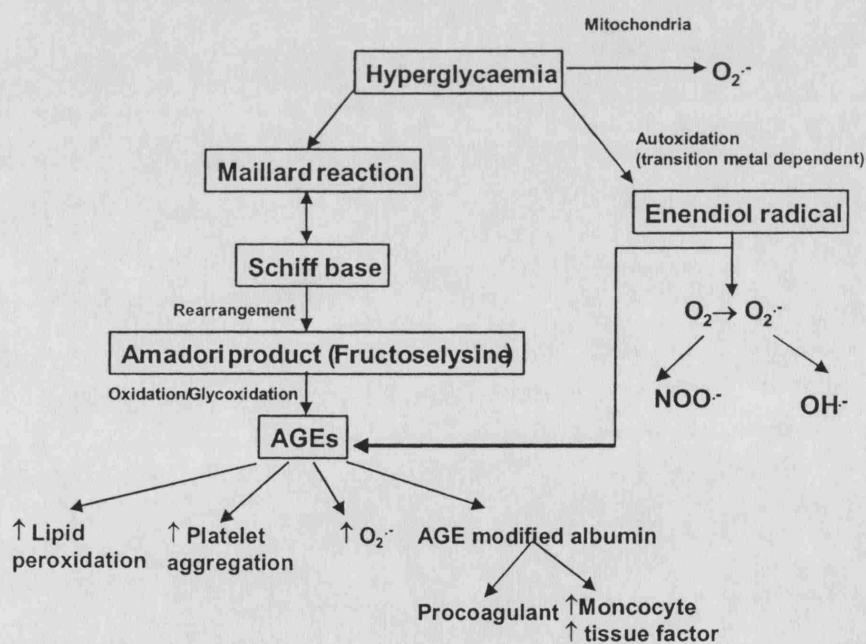 Mitochondria
Hyperglycaemia
O₂·-
Autoxidation
(transition metal dependent)
Maillard reaction
Enendiol radical
Schiff base
Rearrangement
O₂→ O₂·-
Amadori product (Fructoselysine)
Oxidation/Glycoxidation
NOO·-
OH·-
AGEs
↑ Lipid
peroxidation
↑ Platelet
aggregation
↑ O₂·-
AGE modified albumin
Procoagulant
↑Moncocyte
↑ tissue factor